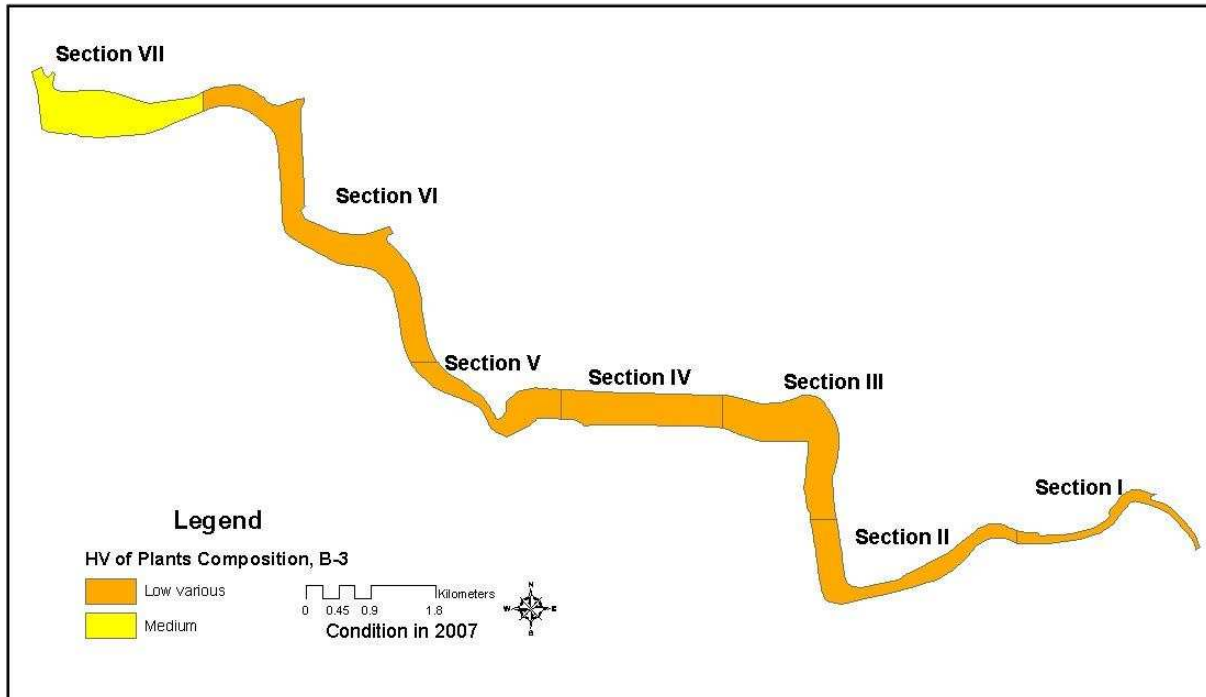 Section VII
Section VI
Section V
Section IV
Section III
Section I
Section II
Legend
HV of Plants Composition, B-3
Low various
Medium
Kilometers
0 0.45 0.9 1.8
Condition in 2007
N
W E
S